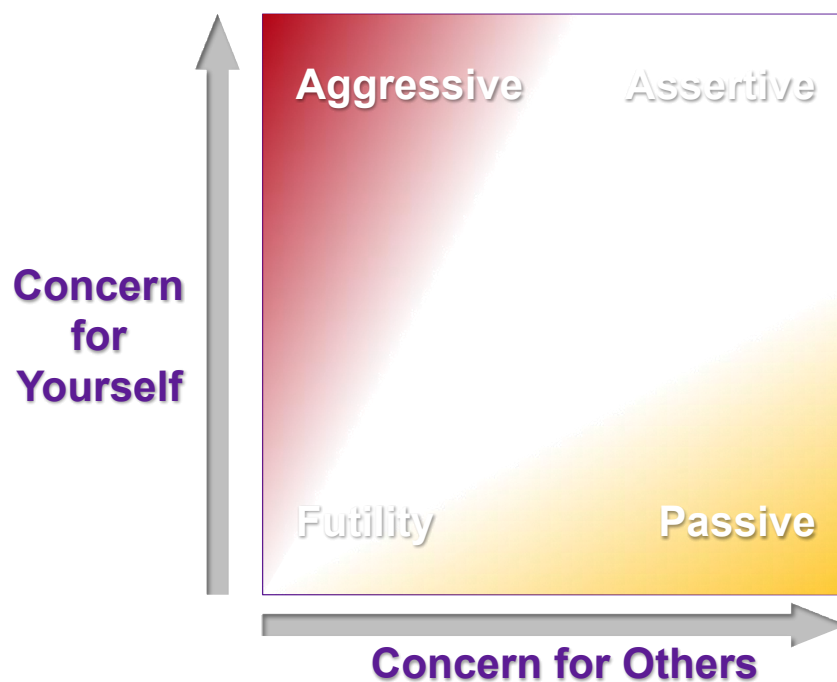 Aggressive
Assertive
Concern
for
Yourself
Futility
Passive
Concern for Others